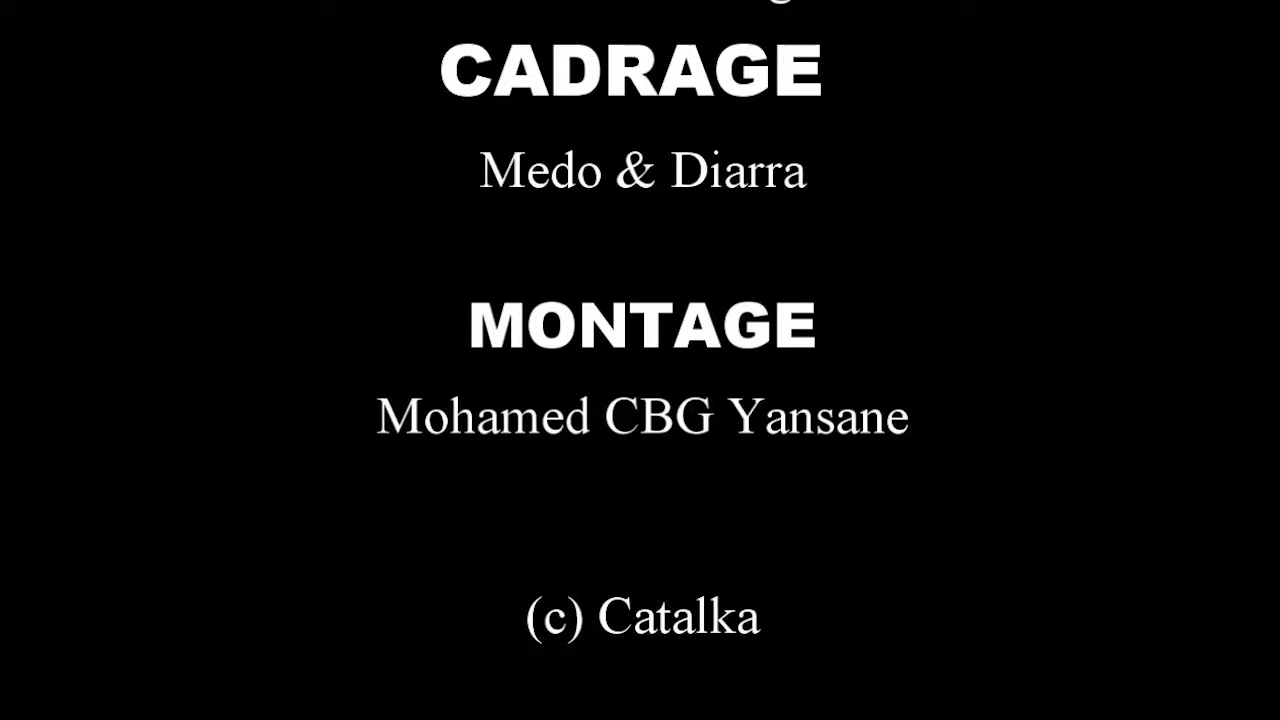 CADRAGE
Medo & Diarra
MONTAGE
Mohamed CBG Yansane
(c) Catalka